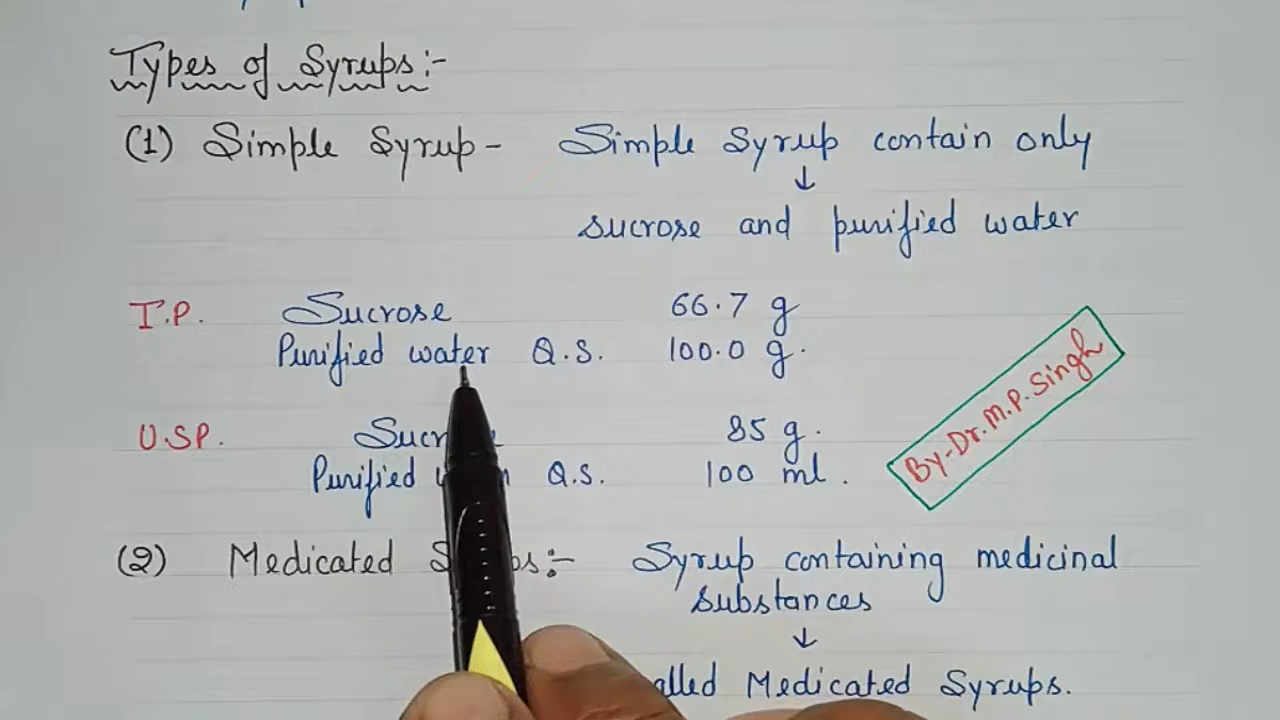 Types of Syrups:-
(1) Simple Syrup - Simple Syrup contain only
↓
sucrose and purified water
I.P. Sucrose 66.7 g
Purified water Q.S. 100.0 g.
U.SP. 85 g.
Purified Q.S. 100 ml.
By-Dr.M.P.Singh
(2) Medicated :- Syrup containing medicinal
substances
↓
Medicated Syrups.